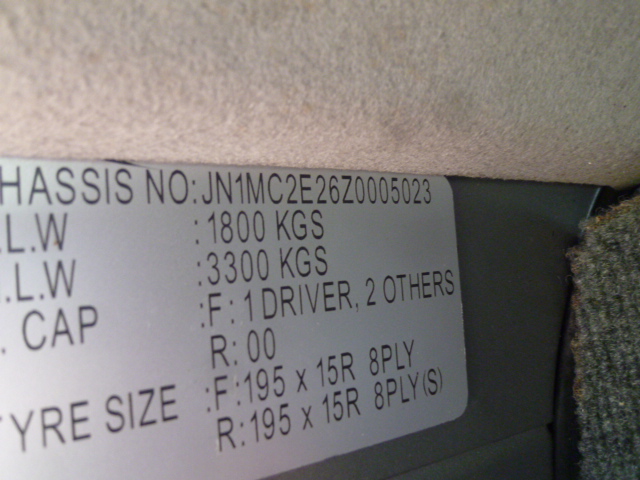 HASSIS NO: JN1MC2E26Z0005023
.L.W : 1800 KGS
.L.W : 3300 KGS
. CAP : F : 1 DRIVER, 2 OTHERS
R : 00
TYRE SIZE : F : 195 x 15R 8PLY
R : 195 x 15R 8PLY(S)